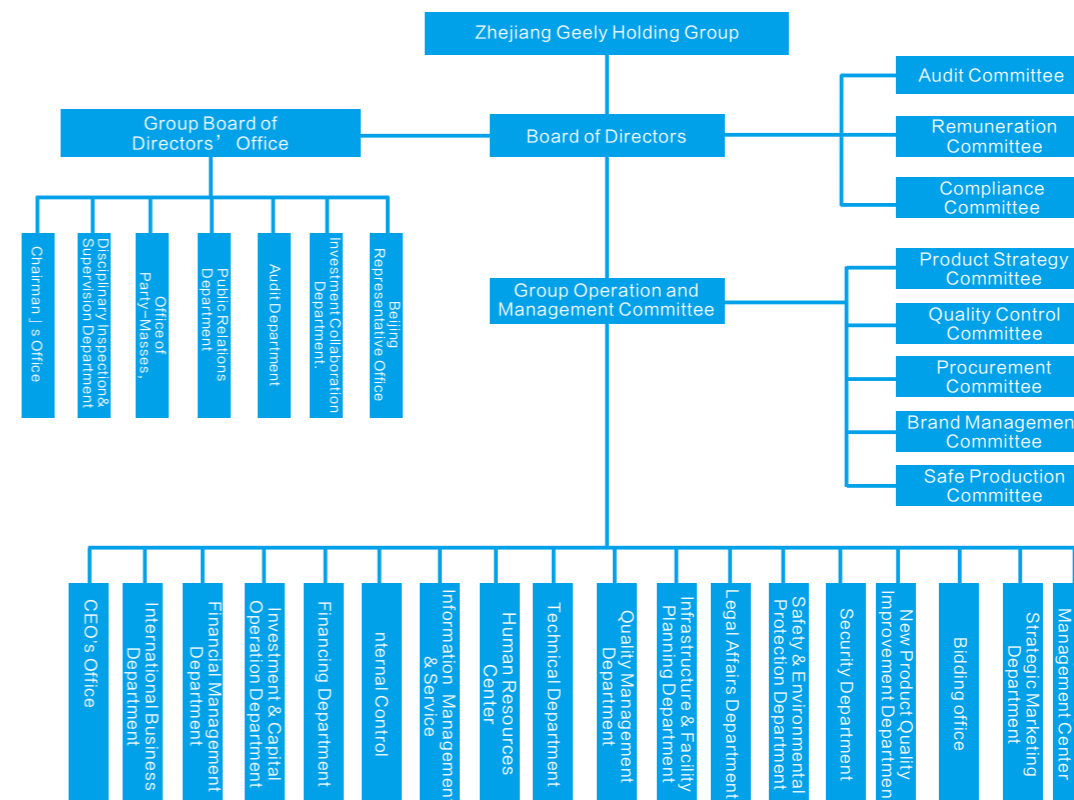 Zhejiang Geely Holding Group
Audit Committee
Group Board of
Directors’ Office
Board of Directors
Remuneration
Committee
Compliance
Committee
Chairman」s Office
Disciplinary Inspection&
Supervision Department
Office of
Party–Masses,
Public Relations
Department
Audit Department
Investment Collaboration
Department.
Beijing
Representative Office
Group Operation and
Management Committee
Product Strategy
Committee
Quality Control
Committee
Procurement
Committee
Brand Managemen
Committee
Safe Production
Committee
CEO's Office
International Business
Department
Financial Management
Department
Investment & Capital
Operation Department
Financing Department
nternal Control
Information Management
& Service
Human Resources
Center
Technical Department
Quality Management
Department
Infrastructure & Facility
Planning Department
Legal Affairs Department
Safety & Environmental
Protection Department
Security Department
New Product Quality
Improvement Departmen
Bidding office
Strategic Marketing
Department
Management Center